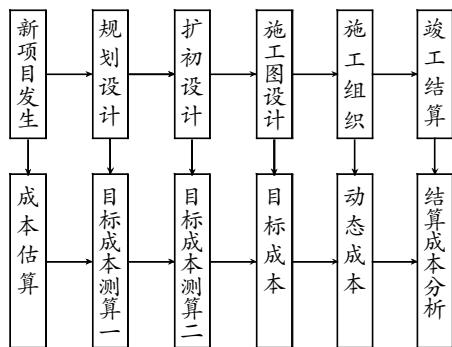 新项目发生
规划设计
扩初设计
施工图设计
施工组织
竣工结算
成本估算
目标成本测算一
目标成本测算二
目标成本
动态成本
结算成本分析